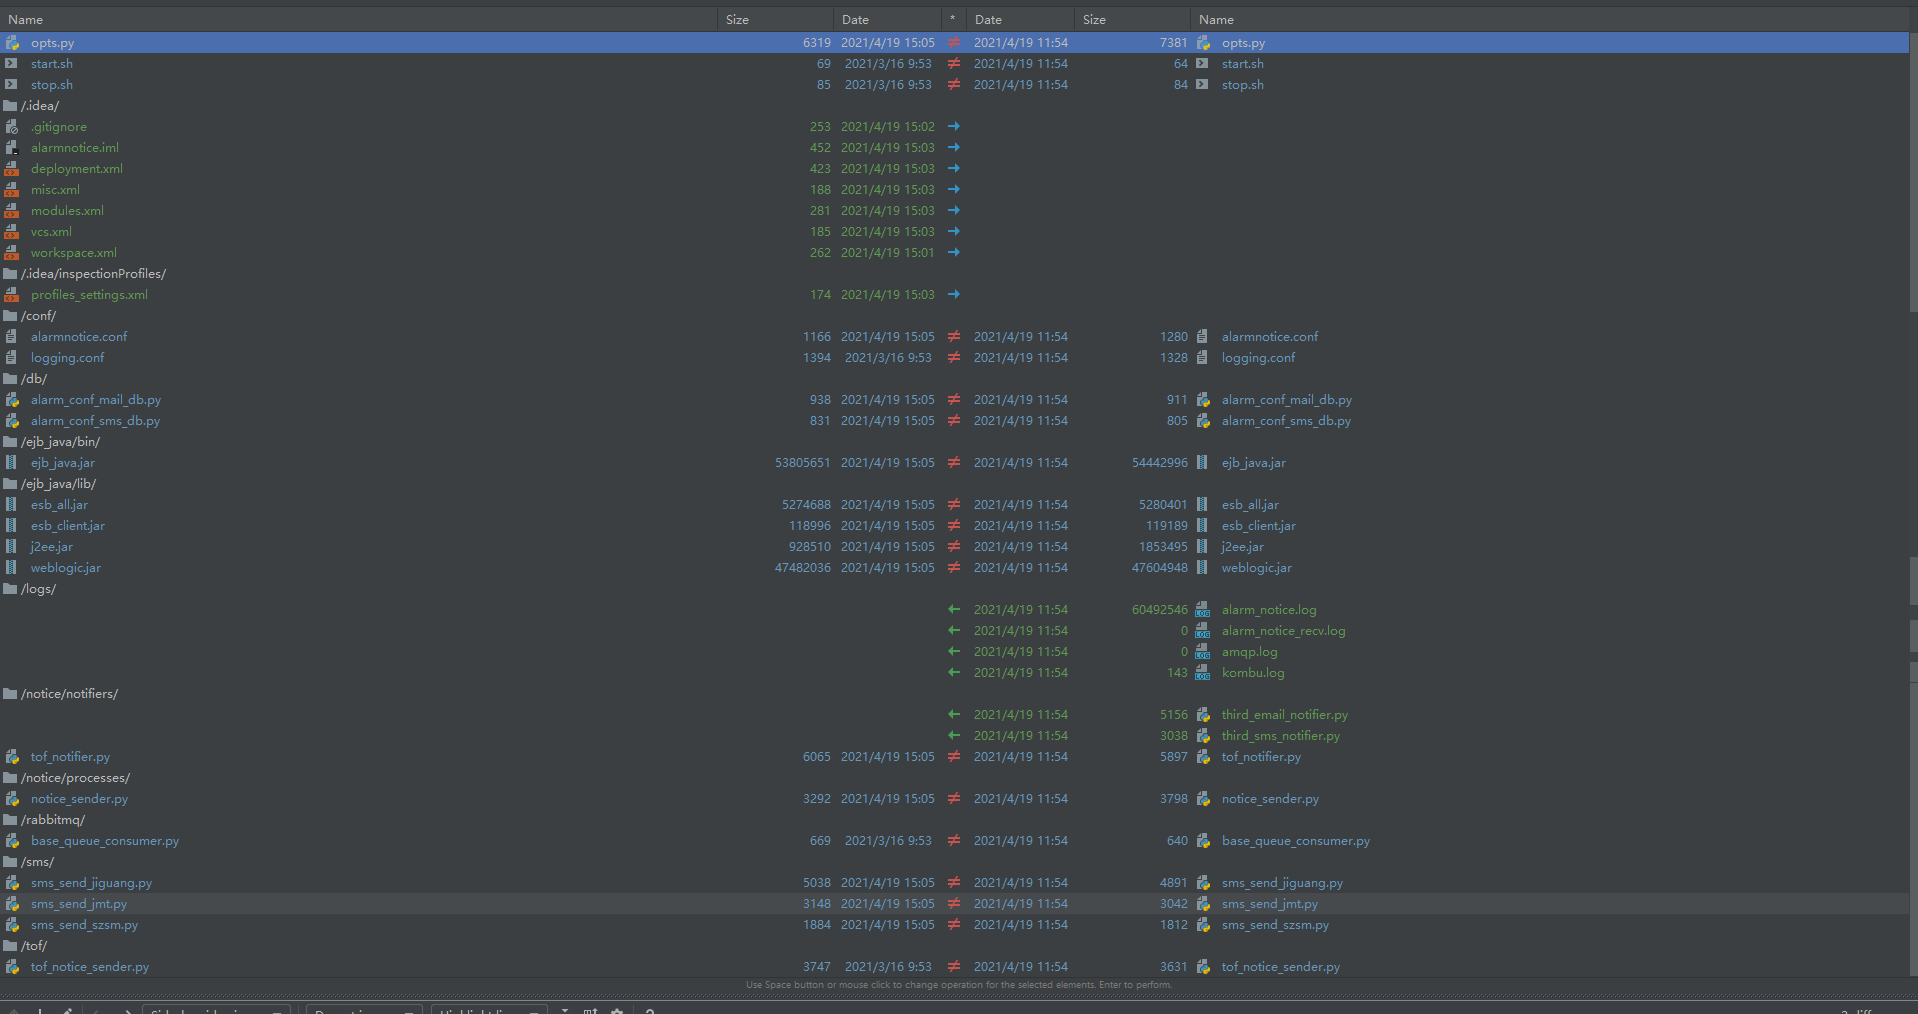 Name Size Date * Date Size Name
opts.py 6319 2021/4/19 15:05 ≠ 2021/4/19 11:54 7381 opts.py
start.sh 69 2021/3/16 9:53 ≠ 2021/4/19 11:54 64 start.sh
stop.sh 85 2021/3/16 9:53 ≠ 2021/4/19 11:54 84 stop.sh
/.idea/
.gitignore 253 2021/4/19 15:02 →
alarmnotice.iml 452 2021/4/19 15:03 →
deployment.xml 423 2021/4/19 15:03 →
misc.xml 188 2021/4/19 15:03 →
modules.xml 281 2021/4/19 15:03 →
vcs.xml 185 2021/4/19 15:03 →
workspace.xml 262 2021/4/19 15:01 →
/.idea/inspectionProfiles/
profiles_settings.xml 174 2021/4/19 15:03 →
/conf/
alarmnotice.conf 1166 2021/4/19 15:05 ≠ 2021/4/19 11:54 1280 alarmnotice.conf
logging.conf 1394 2021/3/16 9:53 ≠ 2021/4/19 11:54 1328 logging.conf
/db/
alarm_conf_mail_db.py 938 2021/4/19 15:05 ≠ 2021/4/19 11:54 911 alarm_conf_mail_db.py
alarm_conf_sms_db.py 831 2021/4/19 15:05 ≠ 2021/4/19 11:54 805 alarm_conf_sms_db.py
/ejb_java/bin/
ejb_java.jar 53805651 2021/4/19 15:05 ≠ 2021/4/19 11:54 54442996 ejb_java.jar
/ejb_java/lib/
esb_all.jar 5274688 2021/4/19 15:05 ≠ 2021/4/19 11:54 5280401 esb_all.jar
esb_client.jar 118996 2021/4/19 15:05 ≠ 2021/4/19 11:54 119189 esb_client.jar
j2ee.jar 928510 2021/4/19 15:05 ≠ 2021/4/19 11:54 1853495 j2ee.jar
weblogic.jar 47482036 2021/4/19 15:05 ≠ 2021/4/19 11:54 47604948 weblogic.jar
/logs/
← 2021/4/19 11:54 60492546 alarm_notice.log
← 2021/4/19 11:54 0 alarm_notice_recv.log
← 2021/4/19 11:54 0 amqp.log
← 2021/4/19 11:54 143 kombu.log
/notice/notifiers/
← 2021/4/19 11:54 5156 third_email_notifier.py
← 2021/4/19 11:54 3038 third_sms_notifier.py
tof_notifier.py 6065 2021/4/19 15:05 ≠ 2021/4/19 11:54 5897 tof_notifier.py
/notice/processes/
notice_sender.py 3292 2021/4/19 15:05 ≠ 2021/4/19 11:54 3798 notice_sender.py
/rabbitmq/
base_queue_consumer.py 669 2021/3/16 9:53 ≠ 2021/4/19 11:54 640 base_queue_consumer.py
/sms/
sms_send_jiguang.py 5038 2021/4/19 15:05 ≠ 2021/4/19 11:54 4891 sms_send_jiguang.py
sms_send_jmt.py 3148 2021/4/19 15:05 ≠ 2021/4/19 11:54 3042 sms_send_jmt.py
sms_send_szsm.py 1884 2021/4/19 15:05 ≠ 2021/4/19 11:54 1812 sms_send_szsm.py
/tof/
tof_notice_sender.py 3747 2021/3/16 9:53 ≠ 2021/4/19 11:54 3631 tof_notice_sender.py
Use Space button or mouse click to change operation for the selected elements. Enter to perform.